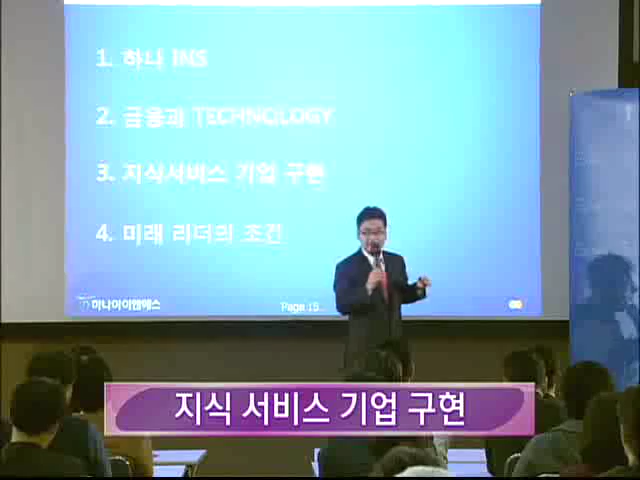 1. 하나 INS
2. 금융과 TECHNOLOGY
3. 지식서비스 기업 구현
4. 미래 리더의 조건
하나아이앤에스
Page 15
지식 서비스 기업 구현